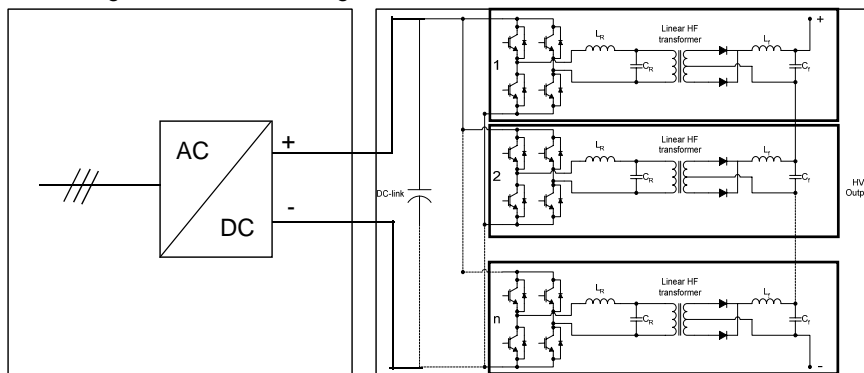 AC
DC
+
-
DC-link
1
L_R
C_R
Linear HF
transformer
L_f
C_f
+
2
L_R
C_R
Linear HF
transformer
L_f
C_f
HV
n
L_R
C_R
Linear HF
transformer
L_f
C_f
-